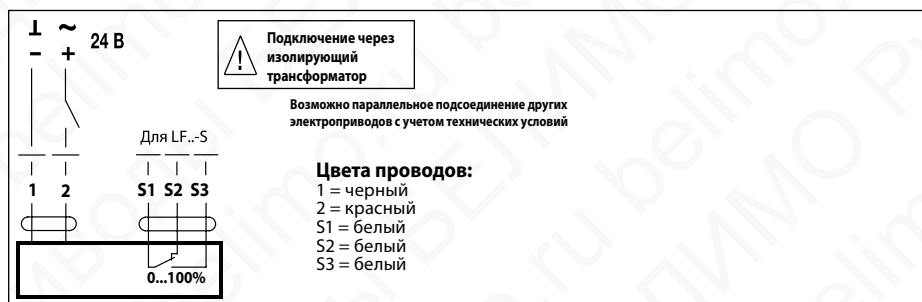 ⊥ ~
24 В
– +
Подключение через
изолирующий
трансформатор
!
Возможно параллельное подсоединение других
электроприводов с учетом технических условий
Для LF..-S
1 2 S1 S2 S3
Цвета проводов:
1 = черный
2 = красный
S1 = белый
S2 = белый
S3 = белый
0...100%